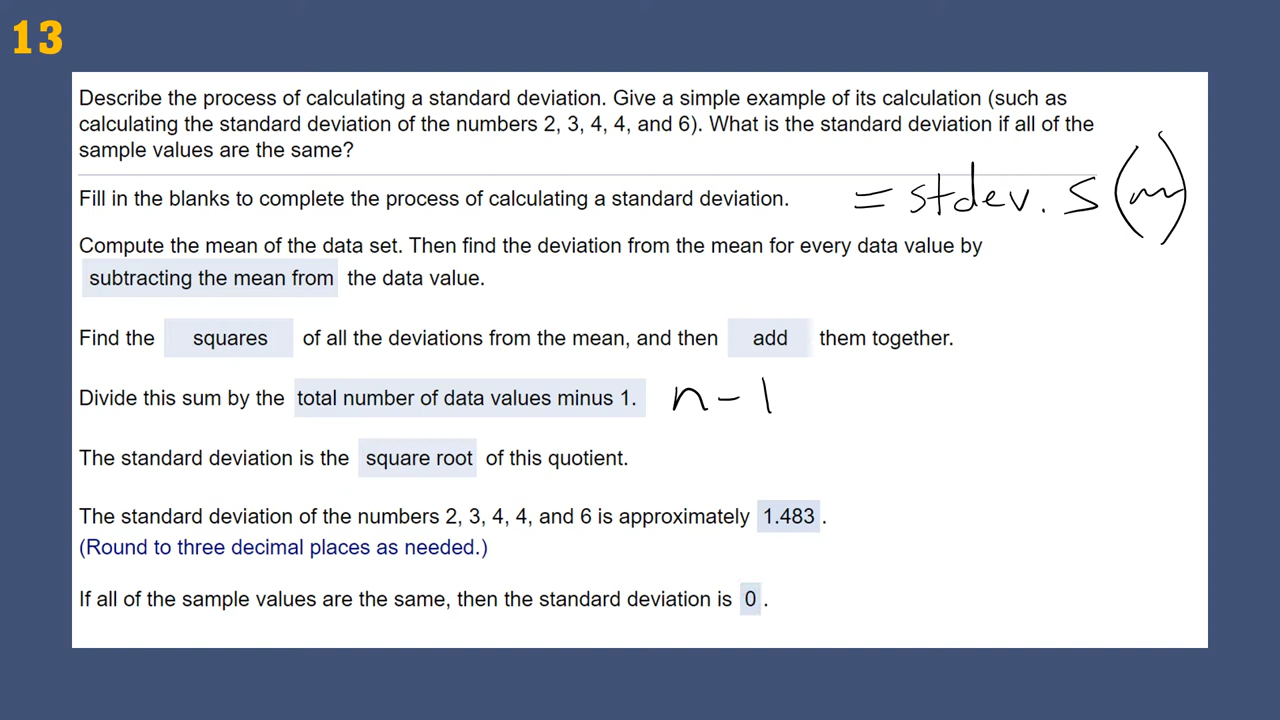 13
Describe the process of calculating a standard deviation. Give a simple example of its calculation (such as
calculating the standard deviation of the numbers 2, 3, 4, 4, and 6). What is the standard deviation if all of the
sample values are the same?
Fill in the blanks to complete the process of calculating a standard deviation.
= stdev.s( )
Compute the mean of the data set. Then find the deviation from the mean for every data value by
subtracting the mean from the data value.
Find the squares of all the deviations from the mean, and then add them together.
Divide this sum by the total number of data values minus 1. n-1
The standard deviation is the square root of this quotient.
The standard deviation of the numbers 2, 3, 4, 4, and 6 is approximately 1.483.
(Round to three decimal places as needed.)
If all of the sample values are the same, then the standard deviation is 0.